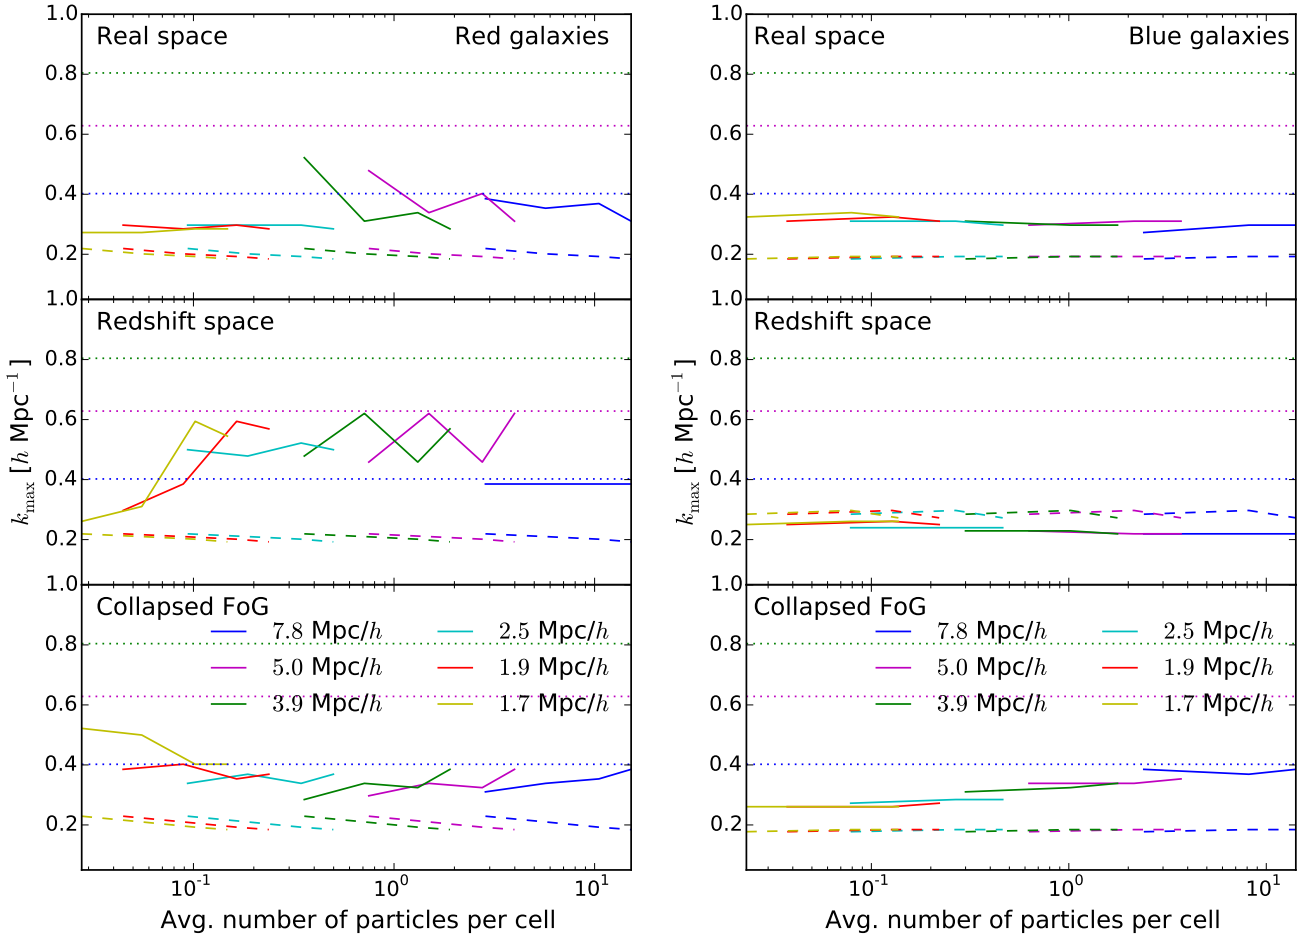 1.0
Real space
Red galaxies
0.8
0.6
0.4
0.2
1.0
Redshift space
0.8
0.6
0.4
0.2
1.0
Collapsed FoG
7.8 Mpc/h
2.5 Mpc/h
5.0 Mpc/h
1.9 Mpc/h
3.9 Mpc/h
1.7 Mpc/h
0.8
0.6
0.4
0.2
k_max [h Mpc⁻¹]
10⁻¹
10⁰
10¹
Avg. number of particles per cell
1.0
Real space
Blue galaxies
0.8
0.6
0.4
0.2
1.0
Redshift space
0.8
0.6
0.4
0.2
1.0
Collapsed FoG
7.8 Mpc/h
2.5 Mpc/h
5.0 Mpc/h
1.9 Mpc/h
3.9 Mpc/h
1.7 Mpc/h
0.8
0.6
0.4
0.2
k_max [h Mpc⁻¹]
10⁻¹
10⁰
10¹
Avg. number of particles per cell